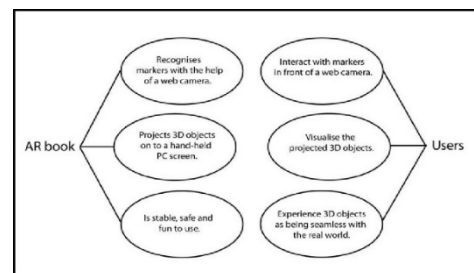 Recognises
markers with the help
of a web camera.
Interact with markers
in front of a web camera.
AR book
Projects 3D objects
on to a hand-held
PC screen.
Visualise the
projected 3D objects.
Users
Is stable, safe and
fun to use.
Experience 3D objects
as being seamless with
the real world.